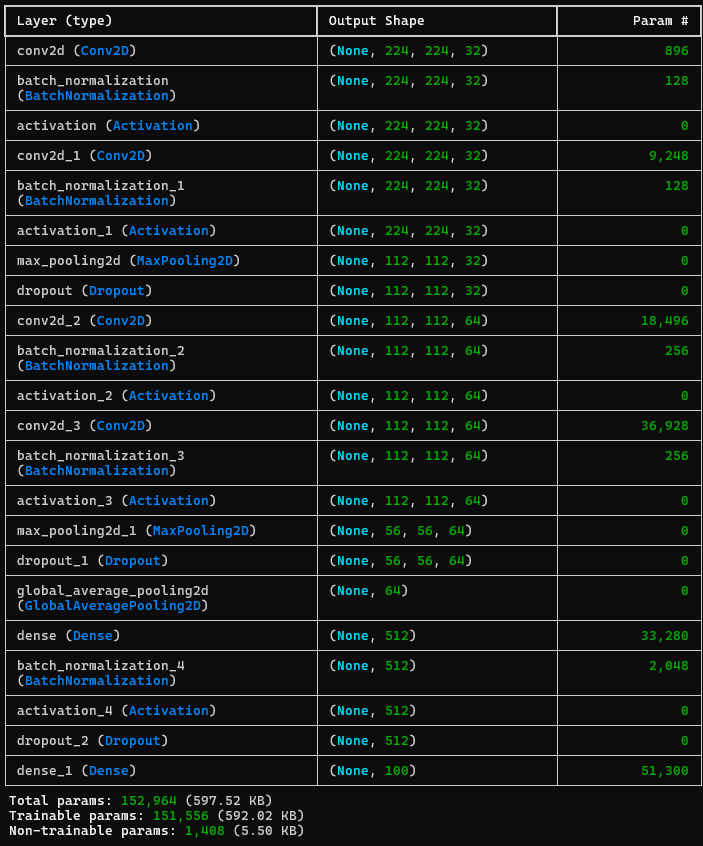 Layer (type) Output Shape Param #
conv2d (Conv2D) (None, 224, 224, 32) 896
batch_normalization (None, 224, 224, 32) 128
(BatchNormalization)
activation (Activation) (None, 224, 224, 32) 0
conv2d_1 (Conv2D) (None, 224, 224, 32) 9,248
batch_normalization_1 (None, 224, 224, 32) 128
(BatchNormalization)
activation_1 (Activation) (None, 224, 224, 32) 0
max_pooling2d (MaxPooling2D) (None, 112, 112, 32) 0
dropout (Dropout) (None, 112, 112, 32) 0
conv2d_2 (Conv2D) (None, 112, 112, 64) 18,496
batch_normalization_2 (None, 112, 112, 64) 256
(BatchNormalization)
activation_2 (Activation) (None, 112, 112, 64) 0
conv2d_3 (Conv2D) (None, 112, 112, 64) 36,928
batch_normalization_3 (None, 112, 112, 64) 256
(BatchNormalization)
activation_3 (Activation) (None, 112, 112, 64) 0
max_pooling2d_1 (MaxPooling2D) (None, 56, 56, 64) 0
dropout_1 (Dropout) (None, 56, 56, 64) 0
global_average_pooling2d (None, 64) 0
(GlobalAveragePooling2D)
dense (Dense) (None, 512) 33,280
batch_normalization_4 (None, 512) 2,048
(BatchNormalization)
activation_4 (Activation) (None, 512) 0
dropout_2 (Dropout) (None, 512) 0
dense_1 (Dense) (None, 100) 51,300
Total params: 152,964 (597.52 KB)
Trainable params: 151,556 (592.02 KB)
Non-trainable params: 1,408 (5.50 KB)